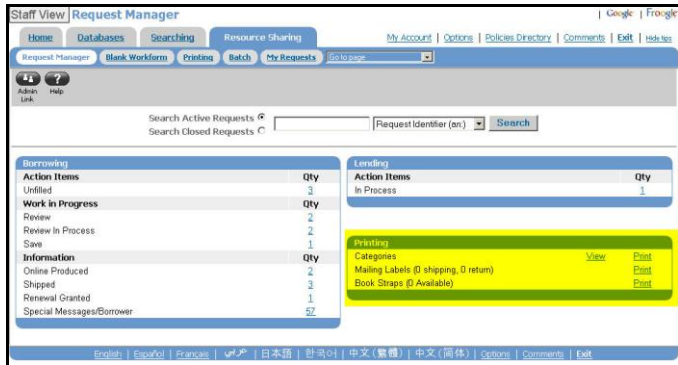 Staff View Request Manager | Google | Froogle
Home Databases Searching Resource Sharing My Account | Options | Policies Directory | Comments | Exit | Hide tips
Request Manager Blank Workform Printing Batch My Requests Go to page
Admin Link Help
Search Active Requests Request Identifier (an:) Search
Search Closed Requests
Borrowing
Action Items Qty
Unfilled 3
Work in Progress Qty
Review 2
Review In Process 2
Save 1
Information Qty
Online Produced 2
Shipped 3
Renewal Granted 1
Special Messages/Borrower 57
Lending
Action Items Qty
In Process 1
Printing
Categories View Print
Mailing Labels (0 shipping, 0 return) Print
Book Straps (0 Available) Print
English | Español | Français | عربي | 日本語 | 한국어 | 中文(繁體) | 中文(简体) | Options | Comments | Exit